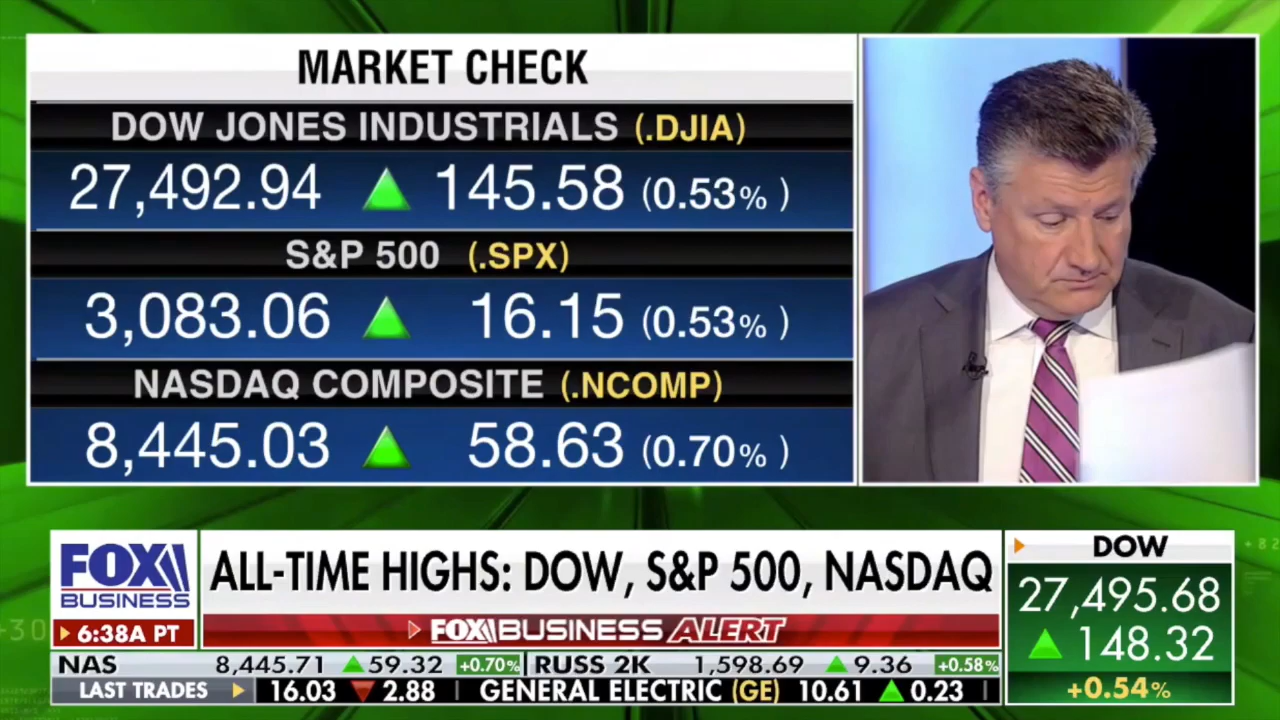 MARKET CHECK
DOW JONES INDUSTRIALS (.DJIA)
27,492.94 ▲ 145.58 (0.53% )
S&P 500 (.SPX)
3,083.06 ▲ 16.15 (0.53% )
NASDAQ COMPOSITE (.NCOMP)
8,445.03 ▲ 58.63 (0.70% )
FOX
BUSINESS
6:38A PT
ALL-TIME HIGHS: DOW, S&P 500, NASDAQ
FOX BUSINESS ALERT
DOW
27,495.68
▲ 148.32
+0.54%
NAS 8,445.71 ▲ 59.32 +0.70% RUSS 2K 1,598.69 ▲ 9.36 +0.58%
LAST TRADES 16.03 ▼ 2.88 | GENERAL ELECTRIC (GE) 10.61 ▲ 0.23 |